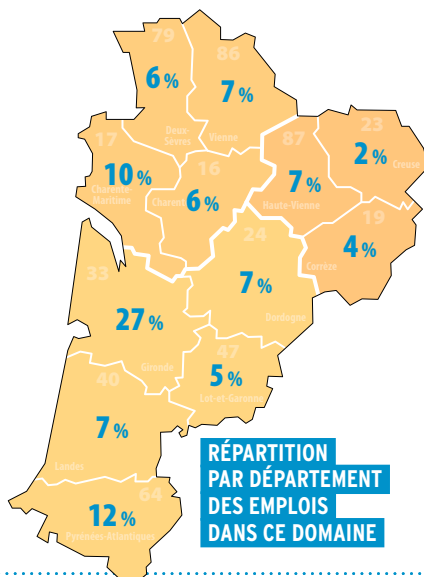 79
6 %
Deux-
Sèvres
86
7 %
Vienne
17
10 %
Charente-
Maritime
16
6 %
Charente
87
7 %
Haute-Vienne
23
2 %
Creuse
19
4 %
Corrèze
24
7 %
Dordogne
33
27 %
Gironde
47
5 %
Lot-et-Garonne
40
7 %
Landes
64
12 %
Pyrénées-Atlantiques
RÉPARTITION
PAR DÉPARTEMENT
DES EMPLOIS
DANS CE DOMAINE